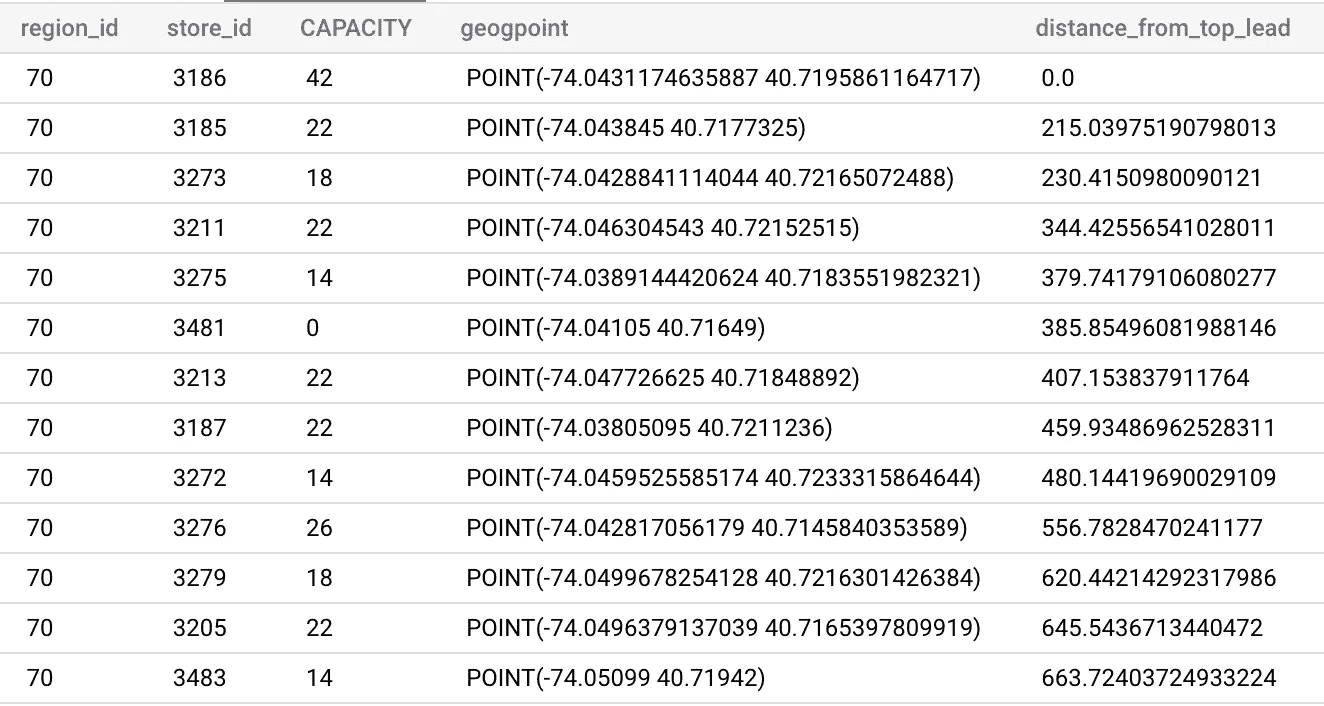 region_id store_id CAPACITY geogpoint distance_from_top_lead
70 3186 42 POINT(-74.0431174635887 40.7195861164717) 0.0
70 3185 22 POINT(-74.043845 40.7177325) 215.03975190798013
70 3273 18 POINT(-74.0428841114044 40.72165072488) 230.4150980090121
70 3211 22 POINT(-74.046304543 40.72152515) 344.42556541028011
70 3275 14 POINT(-74.0389144420624 40.7183551982321) 379.74179106080277
70 3481 0 POINT(-74.04105 40.71649) 385.85496081988146
70 3213 22 POINT(-74.047726625 40.71848892) 407.153837911764
70 3187 22 POINT(-74.03805095 40.7211236) 459.93486962528311
70 3272 14 POINT(-74.0459525585174 40.7233315864644) 480.14419690029109
70 3276 26 POINT(-74.042817056179 40.7145840353589) 556.7828470241177
70 3279 18 POINT(-74.0499678254128 40.7216301426384) 620.44214292317986
70 3205 22 POINT(-74.0496379137039 40.7165397809919) 645.5436713440472
70 3483 14 POINT(-74.05099 40.71942) 663.72403724933224